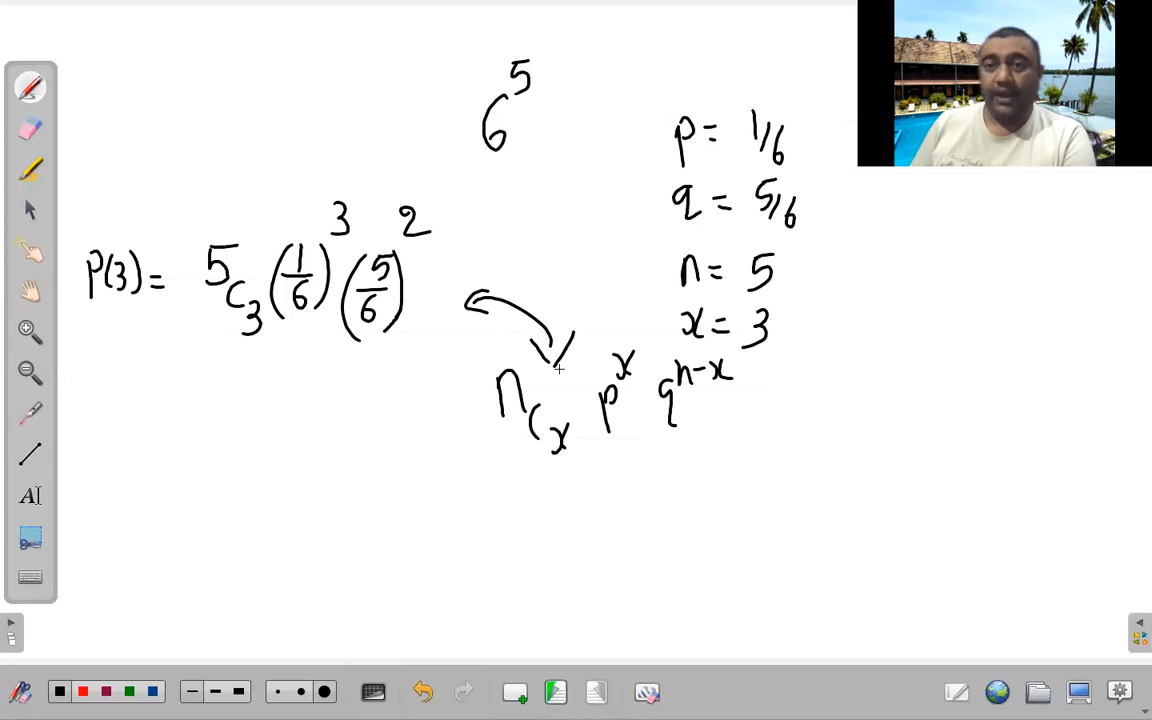 6^5
p = 1/6
q = 5/6
n = 5
x = 3
P(3) = 5C3 (1/6)^3 (5/6)^2
nCx p^x q^n-x
A